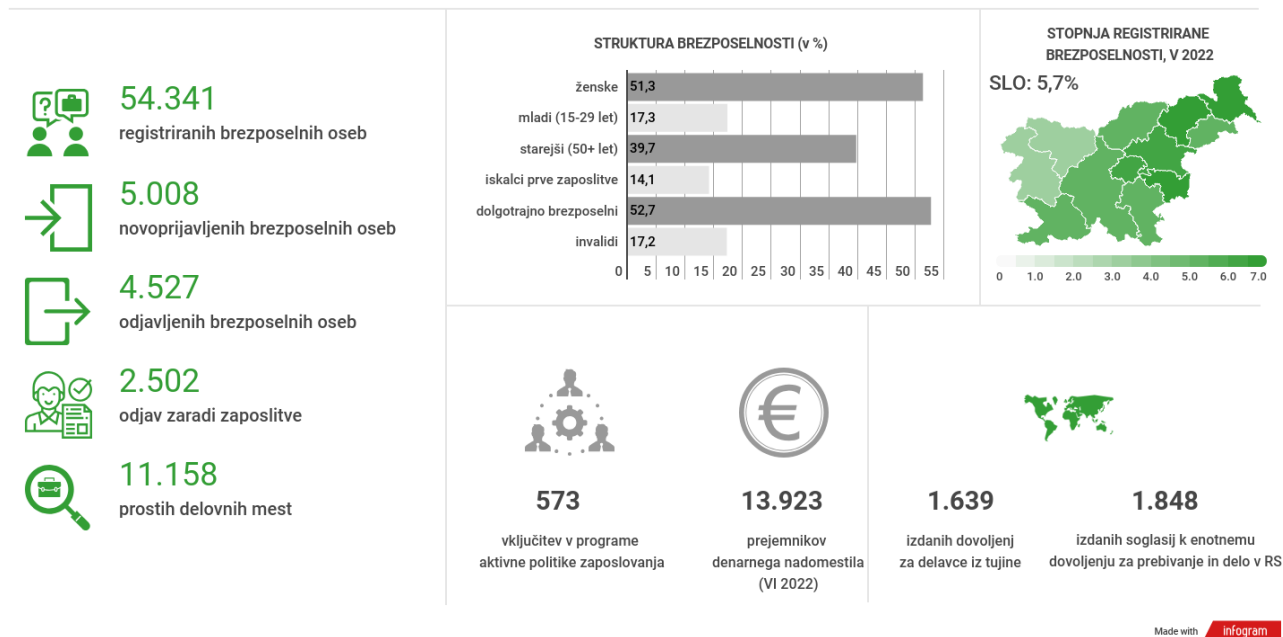 54.341
registriranih brezposelnih oseb
5.008
novoprijavljenih brezposelnih oseb
4.527
odjavljenih brezposelnih oseb
2.502
odjav zaradi zaposlitve
11.158
prostih delovnih mest
STRUKTURA BREZPOSELNOSTI (v %)
ženske 51,3
mladi (15-29 let) 17,3
starejši (50+ let) 39,7
iskalci prve zaposlitve 14,1
dolgotrajno brezposelni 52,7
invalidi 17,2
0 5 10 15 20 25 30 35 40 45 50 55
STOPNJA REGISTRIRANE
BREZPOSELNOSTI, V 2022
SLO: 5,7%
0 1.0 2.0 3.0 4.0 5.0 6.0 7.0
573
vključitev v programe
aktivne politike zaposlovanja
13.923
prejemnikov
denarnega nadomestila
(VI 2022)
1.639
izdanih dovoljenj
za delavce iz tujine
1.848
izdanih soglasij k enotnemu
dovoljenju za prebivanje in delo v RS
Made with infogram